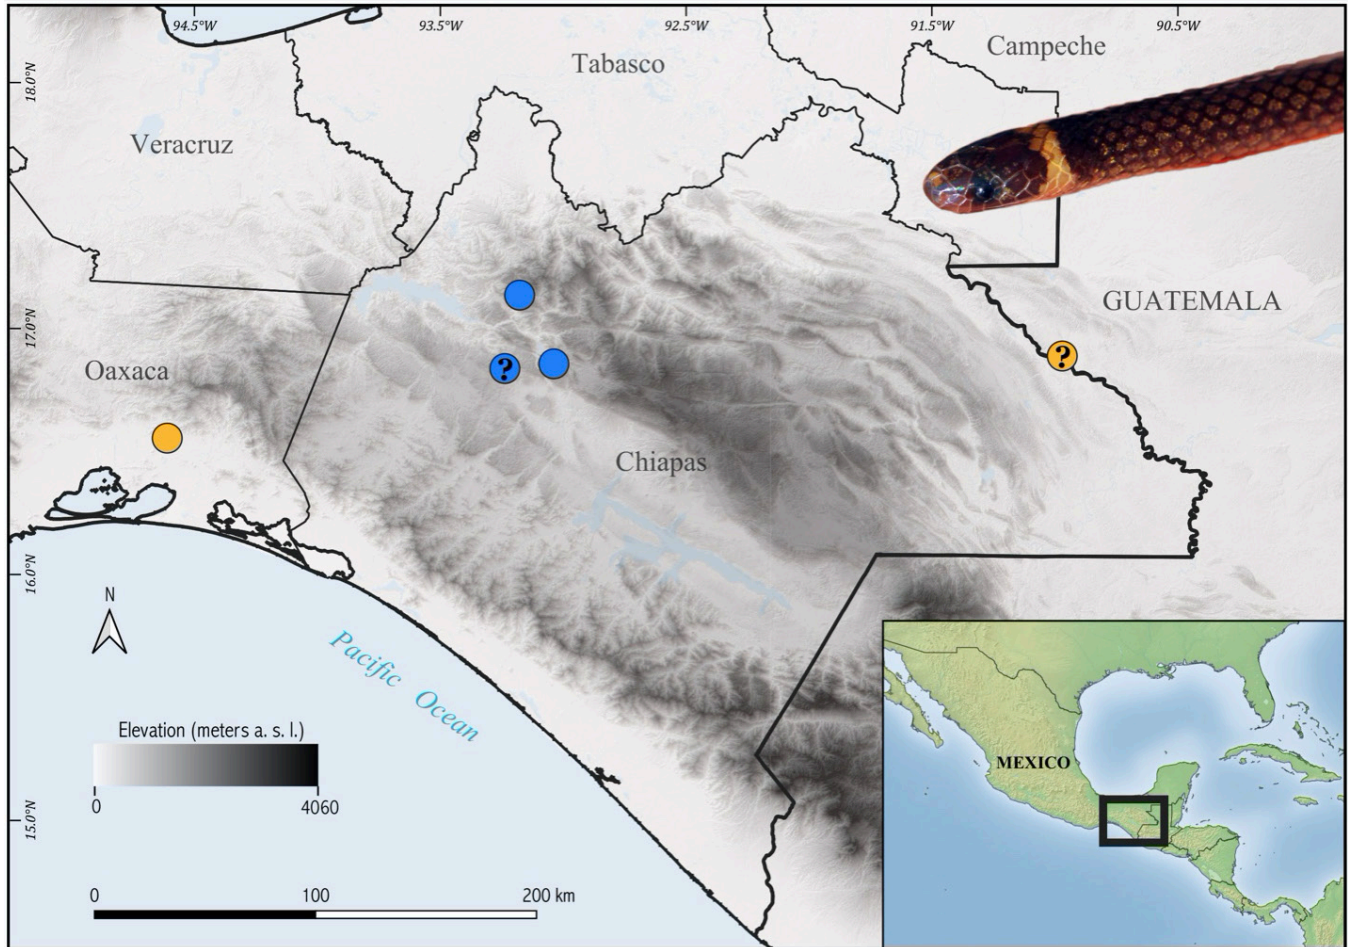 94.5°W
93.5°W
92.5°W
91.5°W
90.5°W
Campeche
Tabasco
18.0°N
Veracruz
GUATEMALA
17.0°N
Oaxaca
?
?
Chiapas
16.0°N
N
Pacific Ocean
Elevation (meters a. s. l.)
0
4060
MEXICO
15.0°N
0
100
200 km